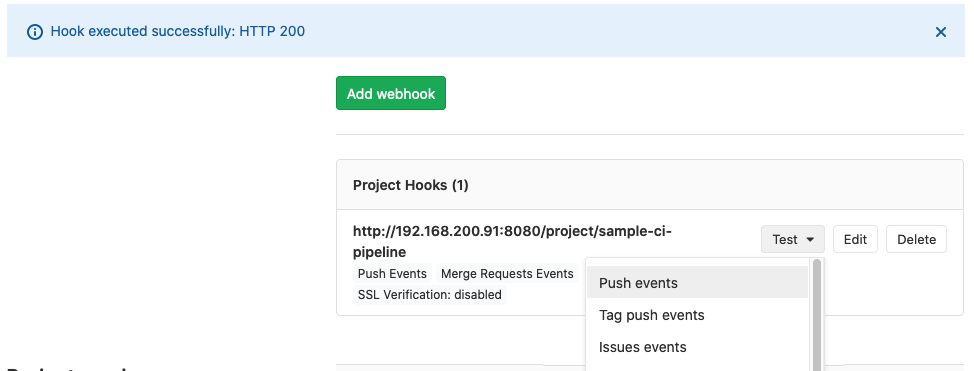 Hook executed successfully: HTTP 200
Add webhook
Project Hooks (1)
http://192.168.200.91:8080/project/sample-ci-
pipeline
Test Edit Delete
Push Events Merge Requests Events
SSL Verification: disabled
Push events
Tag push events
Issues events